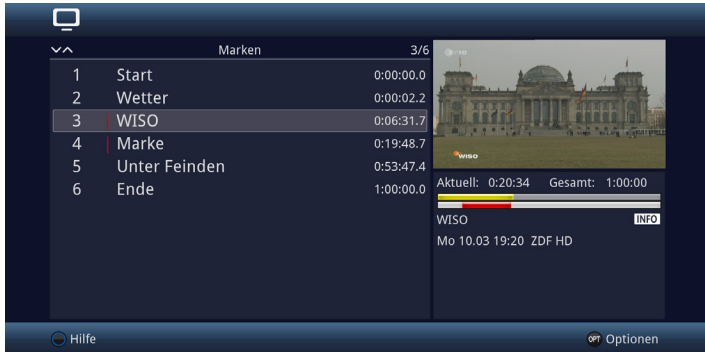 Marken 3/6
1 Start 0:00:00.0
2 Wetter 0:00:02.2
3 WISO 0:06:31.7
4 Marke 0:19:48.7
5 Unter Feinden 0:53:47.4
6 Ende 1:00:00.0
wiso
Aktuell: 0:20:34 Gesamt: 1:00:00
WISO INFO
Mo 10.03 19:20 ZDF HD
Hilfe
OPT Optionen